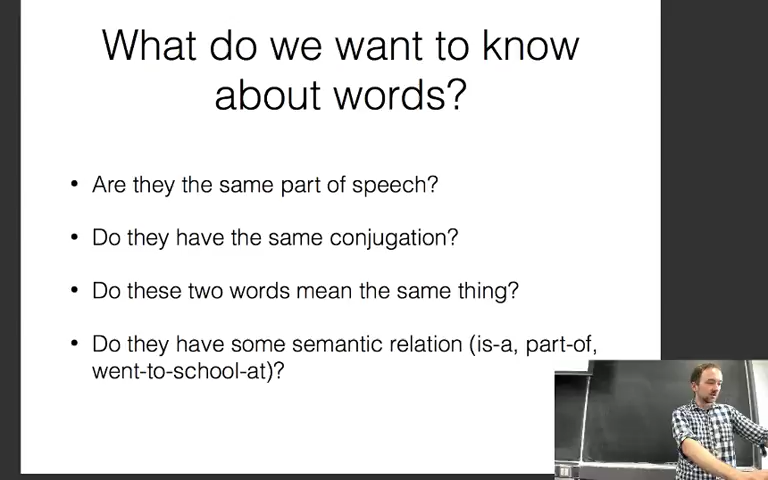 What do we want to know
about words?
• Are they the same part of speech?
• Do they have the same conjugation?
• Do these two words mean the same thing?
• Do they have some semantic relation (is-a, part-of,
went-to-school-at)?